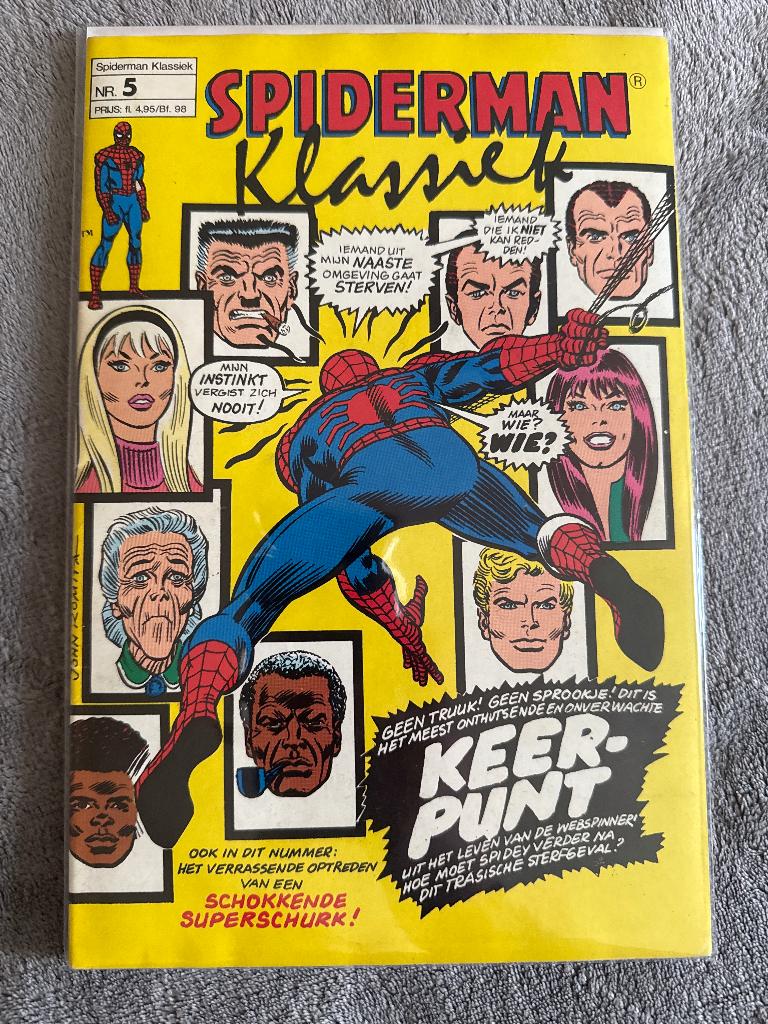 Spiderman Klassiek
NR. 5
PRIJS: fl. 4,95/Bf. 98
SPIDERMAN®
Klassiek
TM
IEMAND UIT
MIJN NAASTE
OMGEVING GAAT
STERVEN!
IEMAND
DIE IK NIET
KAN RED-
DEN!
MIJN
INSTINKT
VERGIST ZICH
NOOIT!
MAAR
WIE?
WIE?
JOHN ROMITA
GEEN TRUUK! GEEN SPROOKJE! DIT IS
HET MEEST ONTHUTSENDE EN ONVERWACHTE
KEER-
PUNT
UIT HET LEVEN VAN DE WEBSPINNER!
HOE MOET SPIDEY VERDER NA
DIT TRASISCHE STERFGEVAL?
OOK IN DIT NUMMER:
HET VERRASSENDE OPTREDEN
VAN EEN
SCHOKKENDE
SUPERSCHURK!